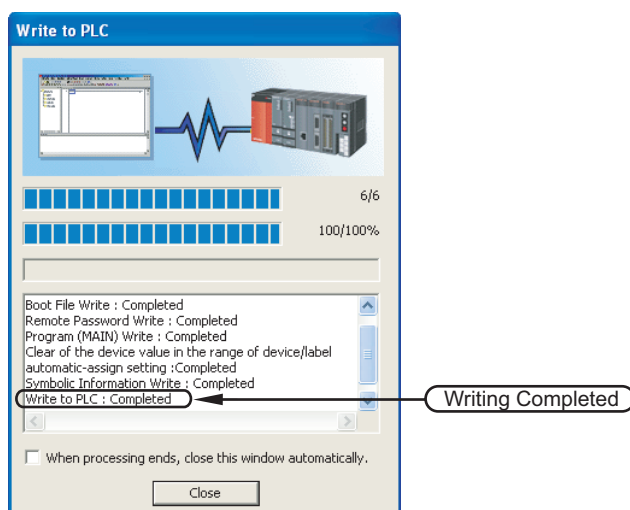 Write to PLC
6/6
100/100%
Boot File Write : Completed
Remote Password Write : Completed
Program (MAIN) Write : Completed
Clear of the device value in the range of device/label
automatic-assign setting :Completed
Symbolic Information Write : Completed
Write to PLC : Completed
Writing Completed
When processing ends, close this window automatically.
Close